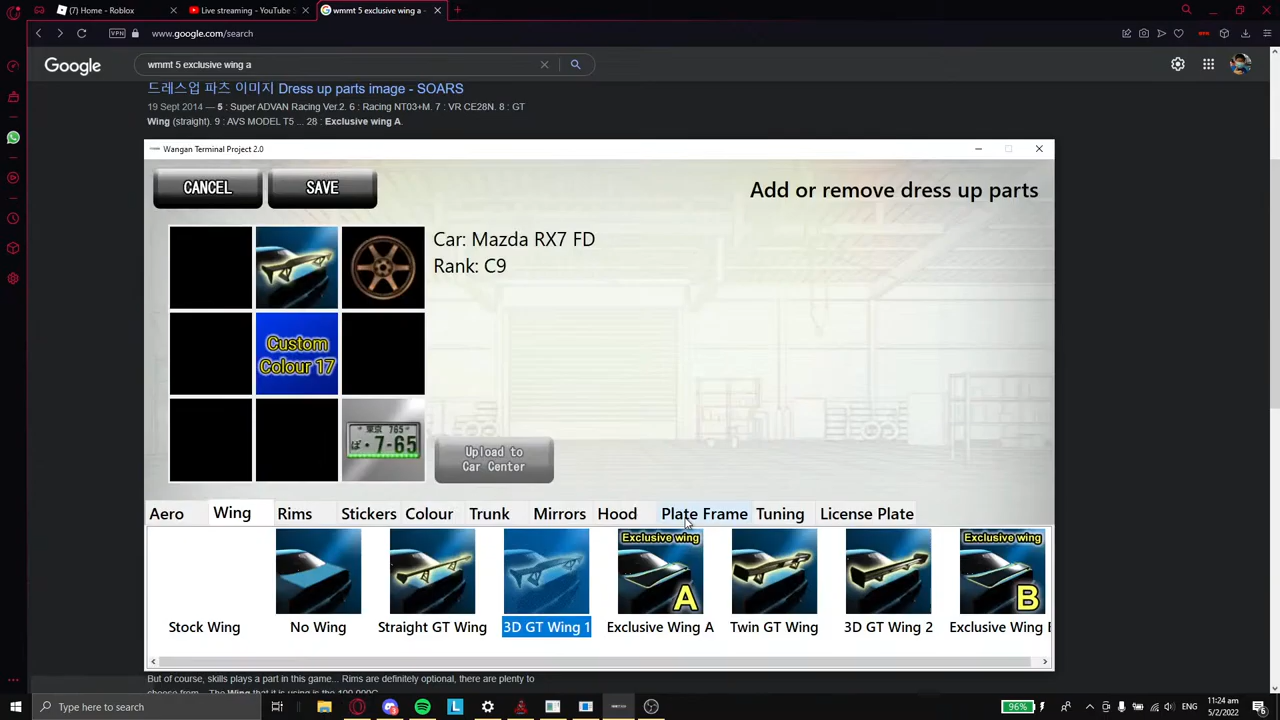 (7) Home - Roblox
Live streaming - YouTube S
wmmt 5 exclusive wing a -
VPN
www.google.com/search
Google
wmmt 5 exclusive wing a
드레스업 파츠 이미지 Dress up parts image - SOARS
19 Sept 2014 — 5 : Super ADVAN Racing Ver.2. 6 : Racing NT03+M. 7 : VR CE28N. 8 : GT
Wing (straight). 9 : AVS MODEL T5 ... 28 : Exclusive wing A.
Wangan Terminal Project 2.0
CANCEL
SAVE
Add or remove dress up parts
Car: Mazda RX7 FD
Rank: C9
Custom
Colour 17
東京 765
ば・7-65
Upload to
Car Center
Aero
Wing
Rims
Stickers
Colour
Trunk
Mirrors
Hood
Plate Frame
Tuning
License Plate
Exclusive wing
A
Exclusive wing
B
Stock Wing
No Wing
Straight GT Wing
3D GT Wing 1
Exclusive Wing A
Twin GT Wing
3D GT Wing 2
Exclusive Wing
But of course, skills plays a part in this game... Rims are definitely optional, there are plenty to
Type here to search
L
96%
ENG
11:24 am
5/2/2022